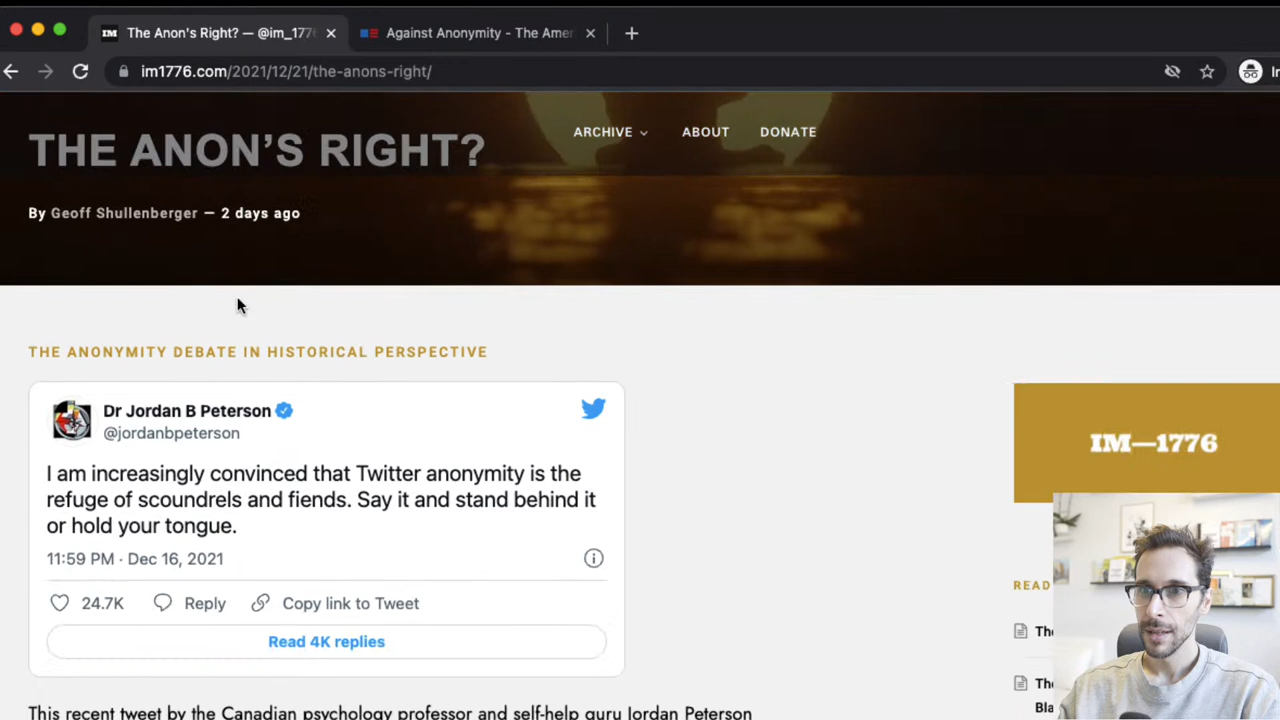 IM The Anon's Right? — @im_177
Against Anonymity - The Amer
im1776.com/2021/12/21/the-anons-right/
THE ANON'S RIGHT?
ARCHIVE
ABOUT
DONATE
By Geoff Shullenberger — 2 days ago
THE ANONYMITY DEBATE IN HISTORICAL PERSPECTIVE
Dr Jordan B Peterson
@jordanbpeterson
I am increasingly convinced that Twitter anonymity is the
refuge of scoundrels and fiends. Say it and stand behind it
or hold your tongue.
11:59 PM · Dec 16, 2021
24.7K
Reply
Copy link to Tweet
Read 4K replies
This recent tweet by the Canadian psychology professor and self-help guru Jordan Peterson
IM—1776
READ
The
The
Bla